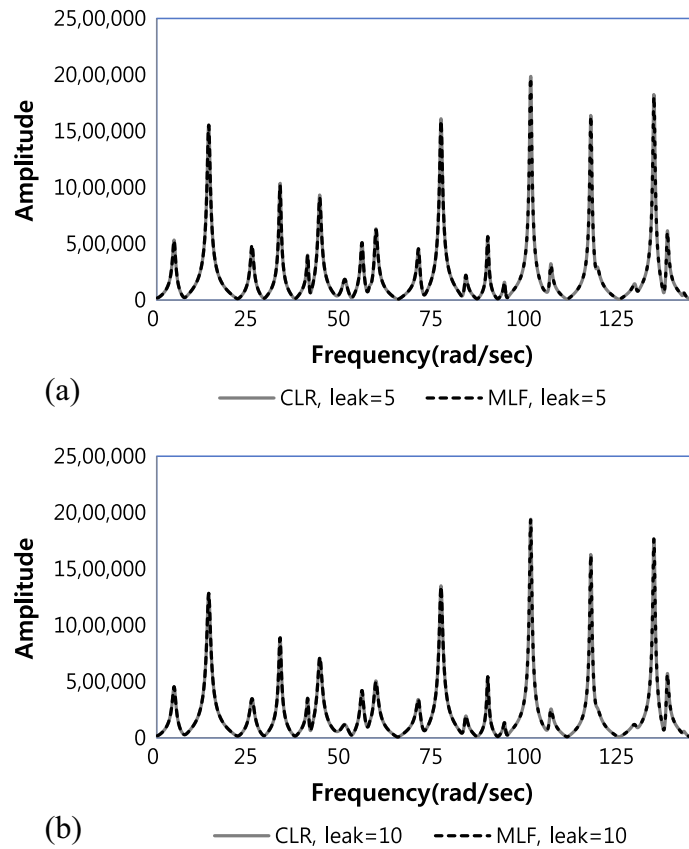 25,00,000
20,00,000
15,00,000
10,00,000
5,00,000
0
Amplitude
0 25 50 75 100 125
Frequency(rad/sec)
(a)
CLR, leak=5 MLF, leak=5
25,00,000
20,00,000
15,00,000
10,00,000
5,00,000
0
Amplitude
0 25 50 75 100 125
Frequency(rad/sec)
(b)
CLR, leak=10 MLF, leak=10